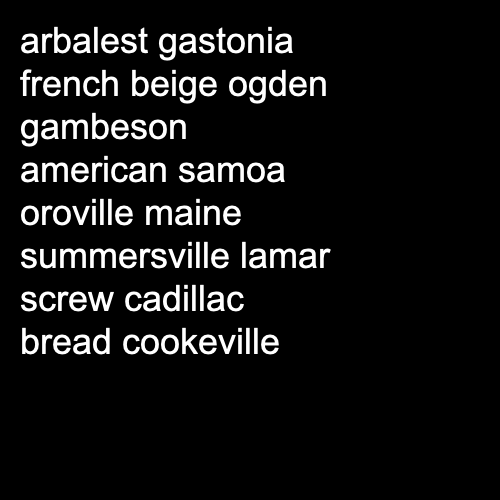 arbalest gastonia
french beige ogden
gambeson
american samoa
oroville maine
summersville lamar
screw cadillac
bread cookeville